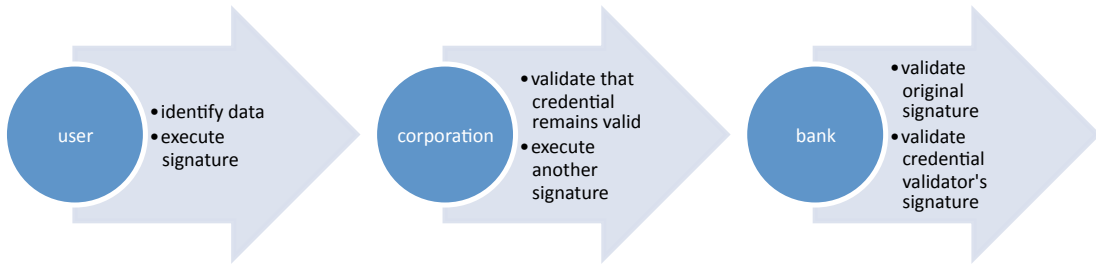 user
•identify data
•execute
signature
corporation
•validate that
credential
remains valid
•execute
another
signature
bank
•validate
original
signature
•validate
credential
validator's
signature